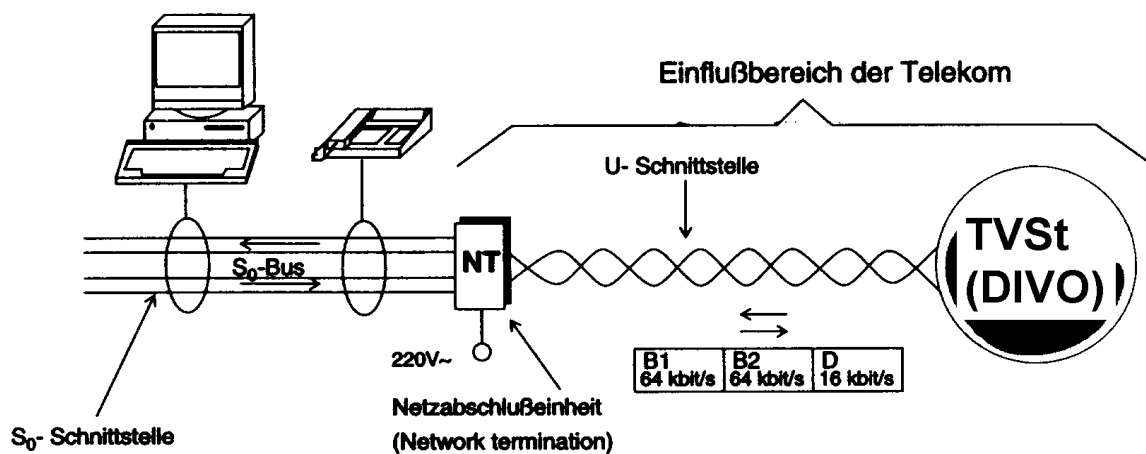 Einflußbereich der Telekom
U- Schnittstelle
TVSt
(DIVO)
NT
S₀-Bus
220V~
B1 B2 D
64 kbit/s 64 kbit/s 16 kbit/s
Netzabschlußeinheit
(Network termination)
S₀- Schnittstelle